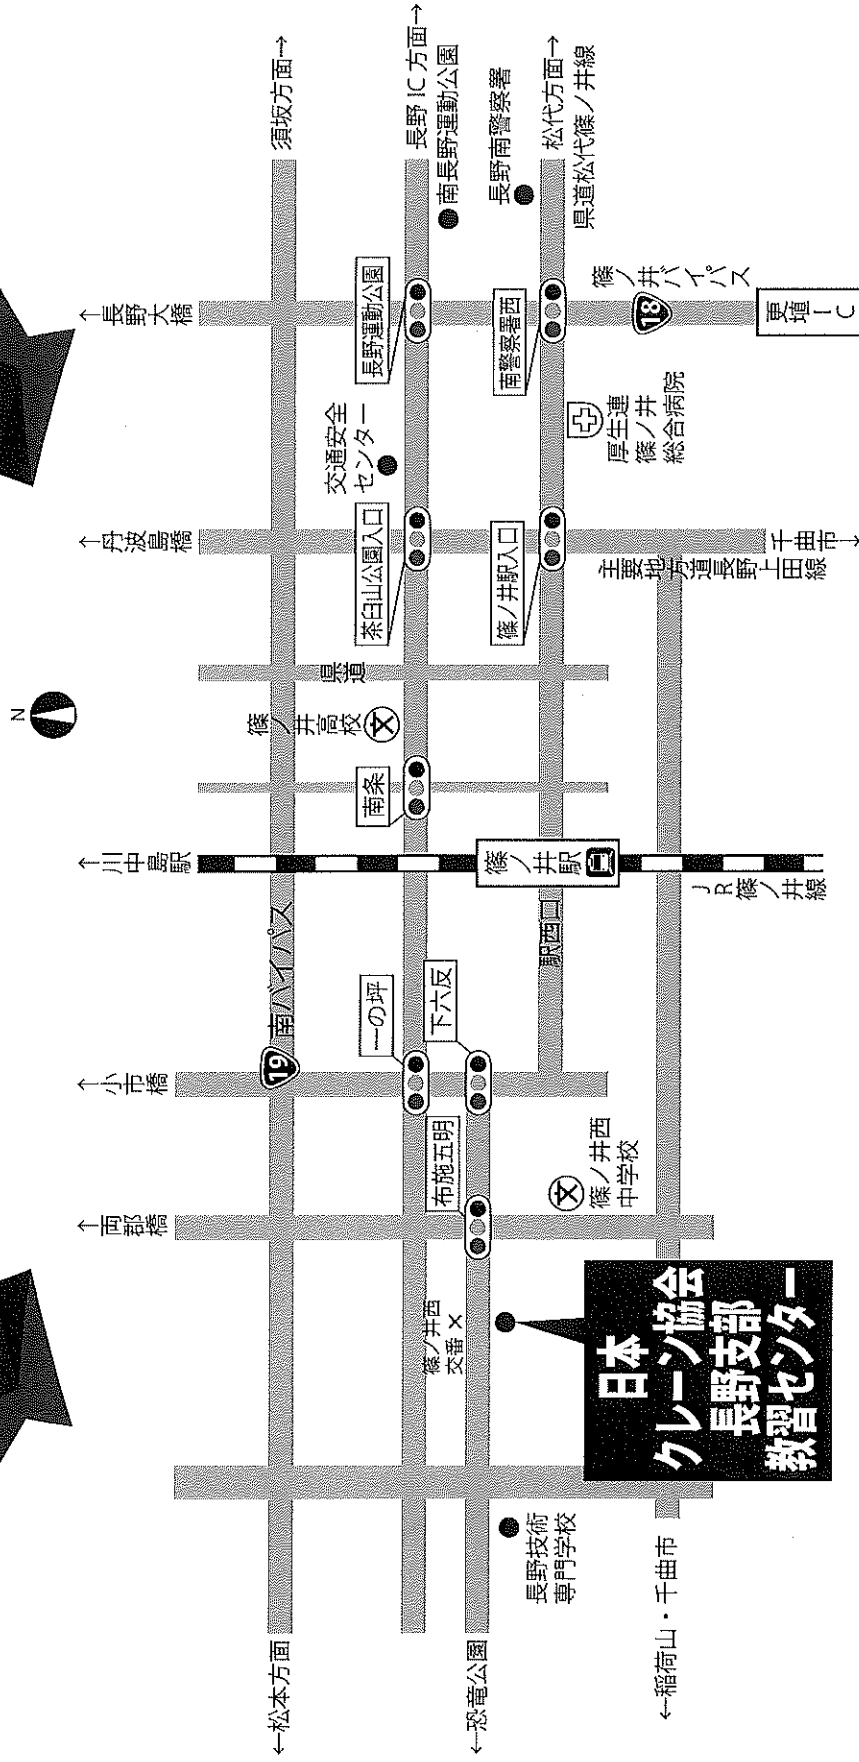 N
須坂方面→
長野IC方面→
南長野運動公園
長野南警察署
松代方面→
県道松代篠ノ井線
↑長野大橋
長野運動公園
南警察署西
篠ノ井バイパス
18
更埴IC
交通安全
センター
厚生連
篠ノ井
総合病院
↑丹波島橋
茶臼山公園入口
篠ノ井駅入口
主要地方道長野上田線
千曲市→
県道
篠ノ井高校
文
南条
↑川中島駅
篠ノ井駅
JR篠ノ井線
駅西口
19
南バイパス
↑小市橋
一の坪
下六反
↑両郡橋
布施五明
文
篠ノ井西
中学校
篠ノ井西
交番
X
日本
クレーン協会
長野支部
教習センター
長野技術
専門学校
←松本方面
←恐竜公園
←稲荷山・千曲市